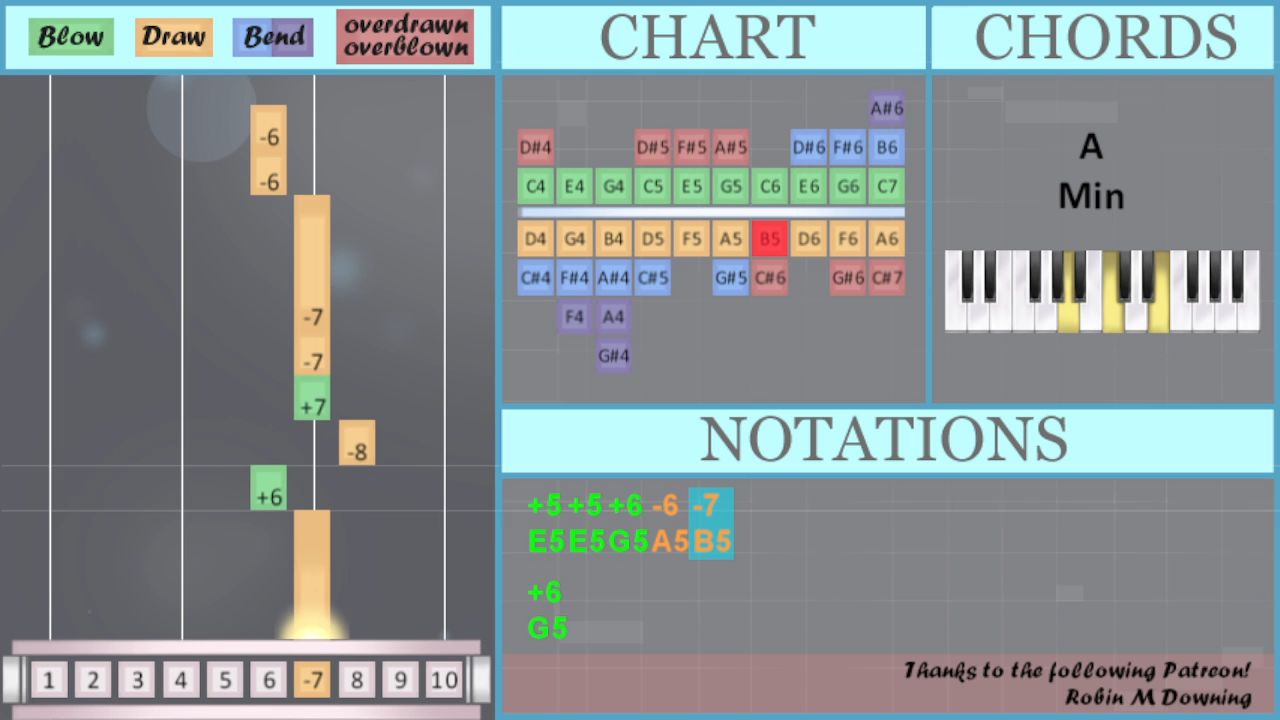 Blow Draw Bend overdrawn
overblown
CHART
CHORDS
-6
-6
-7
-7
+7
-8
+6
1 2 3 4 5 6 -7 8 9 10
A#6
D#4 D#5 F#5 A#5 D#6 F#6 B6
C4 E4 G4 C5 E5 G5 C6 E6 G6 C7
D4 G4 B4 D5 F5 A5 B5 D6 F6 A6
C#4 F#4 A#4 C#5 G#5 C#6 G#6 C#7
F4 A4
G#4
A
Min
NOTATIONS
+5 +5 +6 -6 -7
E5 E5 G5 A5 B5
+6
G5
Thanks to the following Patreon!
Robin M Downing